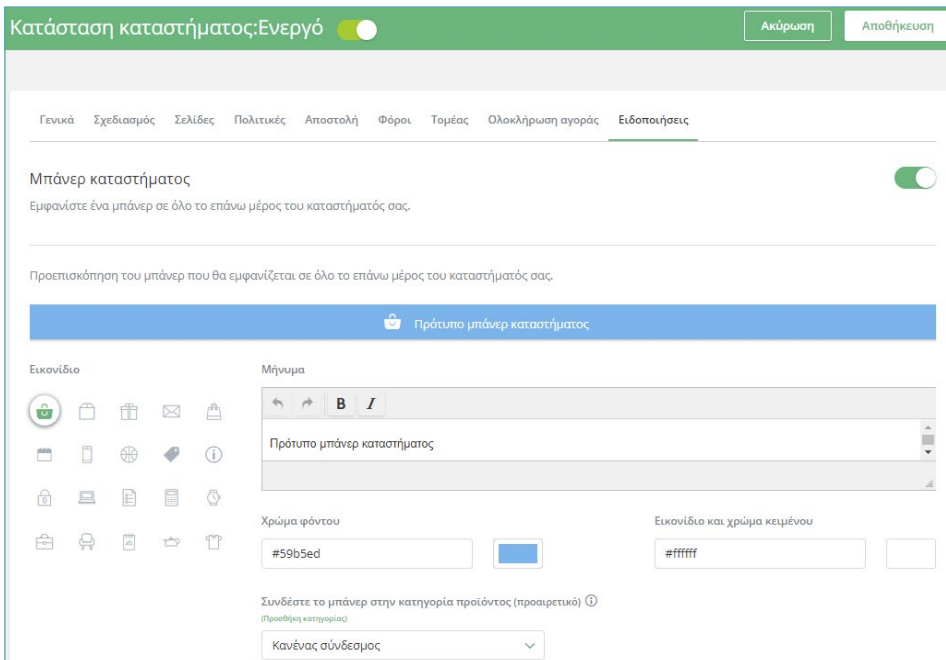 Κατάσταση καταστήματος:Ενεργό
Ακύρωση Αποθήκευση
Γενικά Σχεδιασμός Σελίδες Πολιτικές Αποστολή Φόροι Τομέας Ολοκλήρωση αγοράς Ειδοποιήσεις
Μπάνερ καταστήματος
Εμφανίστε ένα μπάνερ σε όλο το επάνω μέρος του καταστήματός σας.
Προεπισκόπηση του μπάνερ που θα εμφανίζεται σε όλο το επάνω μέρος του καταστήματός σας.
Πρότυπο μπάνερ καταστήματος
Εικονίδιο Μήνυμα
B I
Πρότυπο μπάνερ καταστήματος
Χρώμα φόντου Εικονίδιο και χρώμα κειμένου
#59b5ed #ffffff
Συνδέστε το μπάνερ στην κατηγορία προϊόντος (προαιρετικό)
(Προσθήκη κατηγορίας)
Κανένας σύνδεσμος